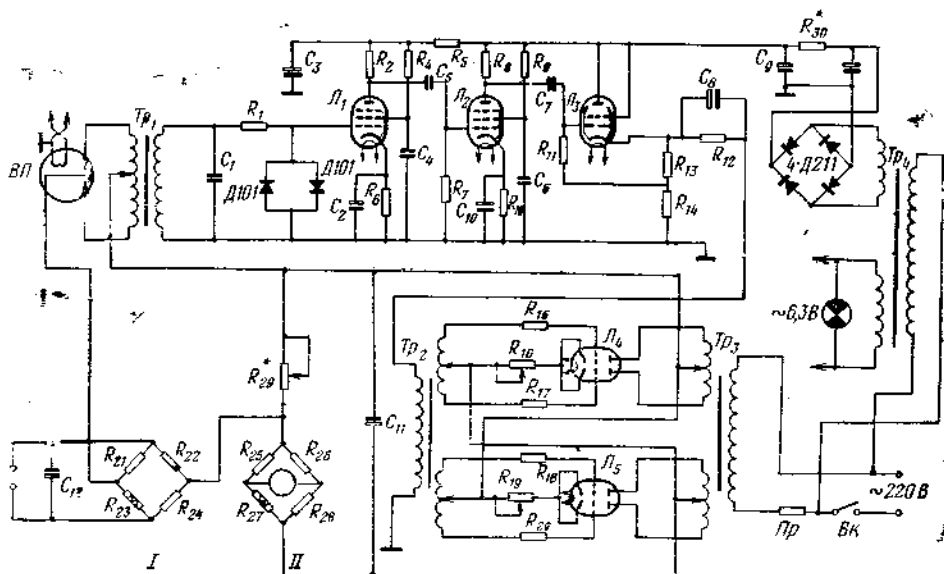 R30*
C3
R2
R4
R5
R8
R9
C9
C5
C7
C8
Л1
Л2
Л3
Тр1
R1
ВП
C1
Д101
Д101
C4
R11
R12
R13
4·Д211
Тр4
C2
R6
R7
C10
C6
R14
~6,3В
R15
Тр2
R16
Л4
Тр3
R29*
R17
C11
R21
R22
R25
R26
R18
Л5
R19
C12
R23
R24
R27
R28
R20
~220В
Пр
ВК
I
II